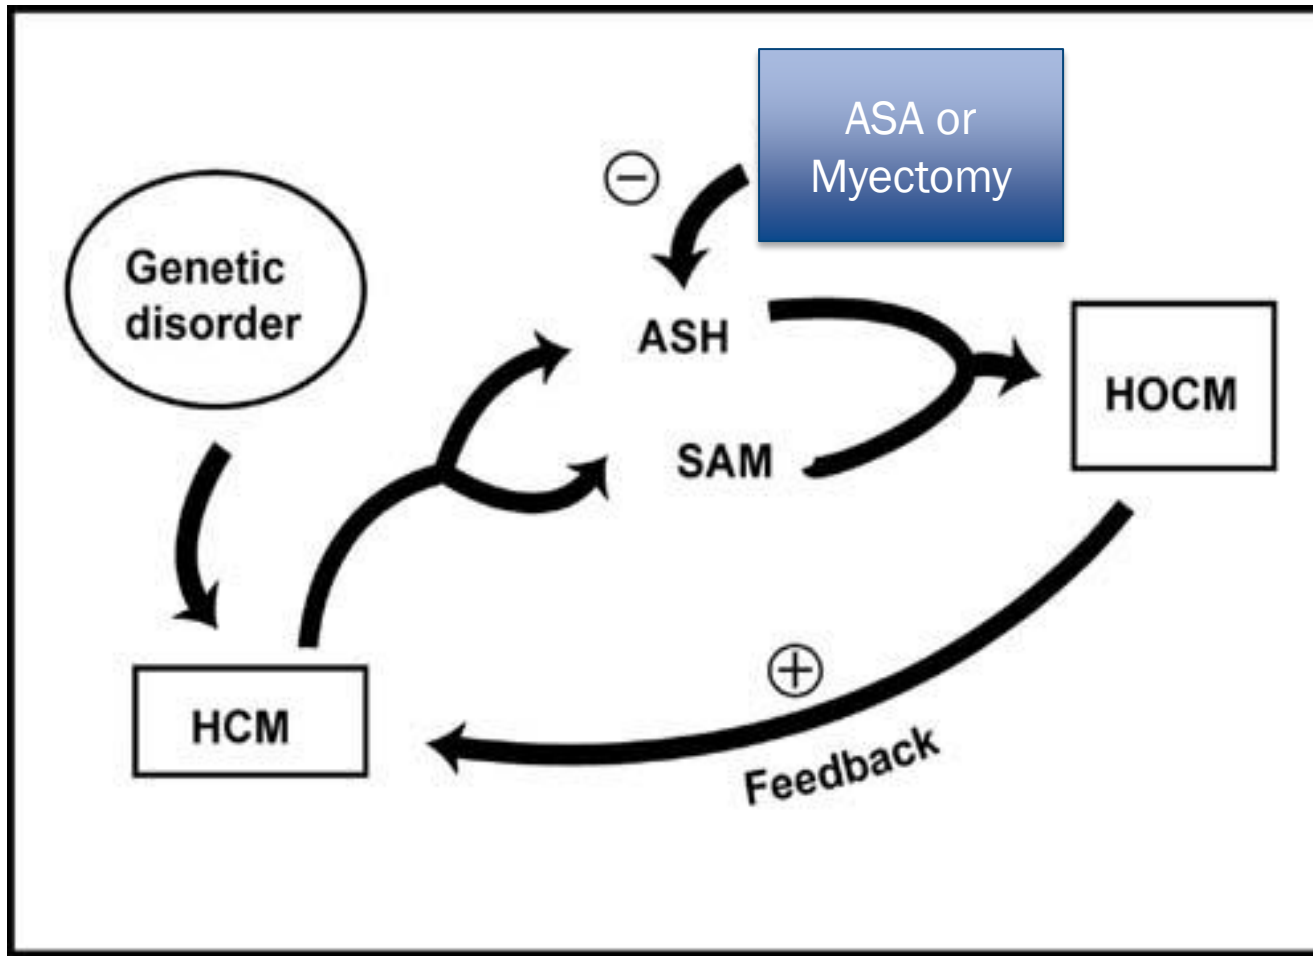 ASA or
Myectomy
−
Genetic
disorder
ASH
HOCM
SAM
+
HCM
Feedback